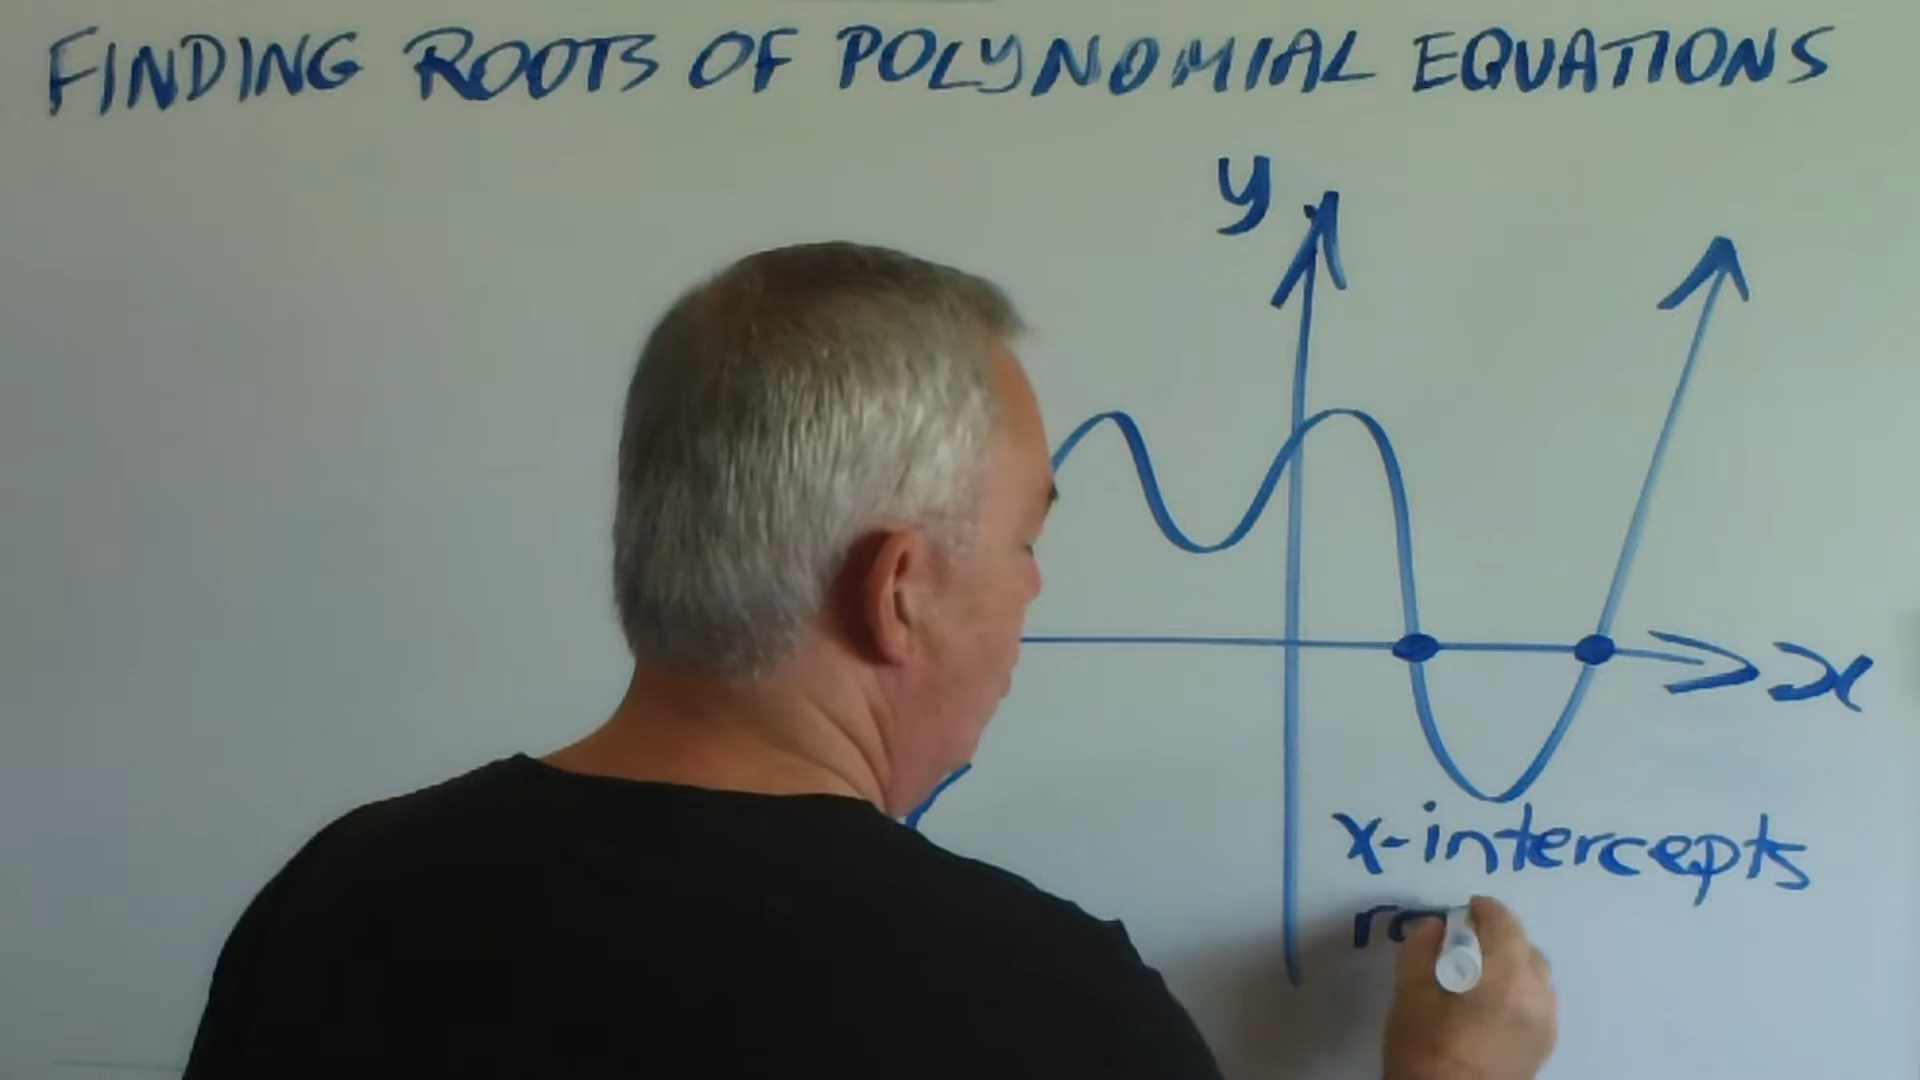 FINDING ROOTS OF POLYNOMIAL EQUATIONS
y
x
x-intercepts